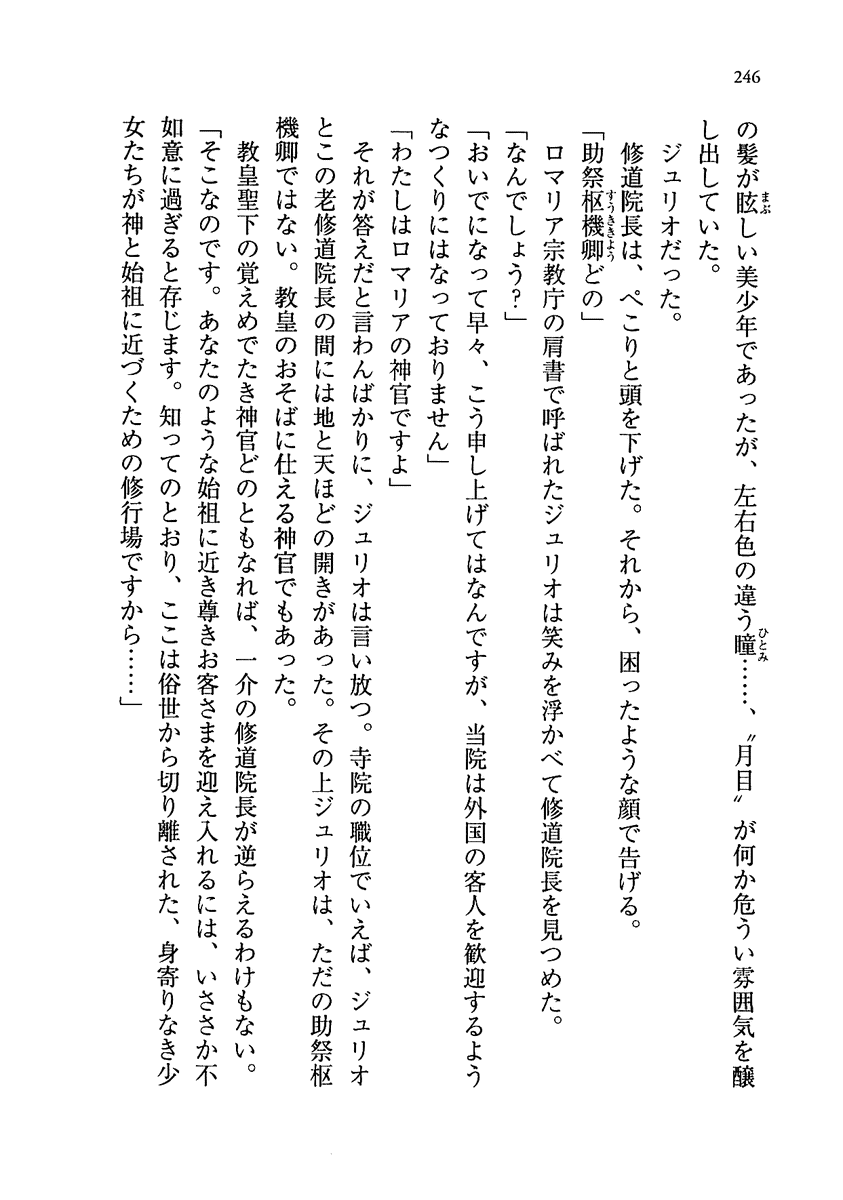 246
の髪が眩しい美少年であったが、左右色の違う瞳……、〝月目〟が何か危うい雰囲気を醸
し出していた。
　ジュリオだった。
　修道院長は、ぺこりと頭を下げた。それから、困ったような顔で告げる。
「助祭枢機卿どの」
　ロマリア宗教庁の肩書で呼ばれたジュリオは笑みを浮かべて修道院長を見つめた。
「なんでしょう？」
「おいでになって早々、こう申し上げてはなんですが、当院は外国の客人を歓迎するよう
なつくりにはなっておりません」
「わたしはロマリアの神官ですよ」
　それが答えだと言わんばかりに、ジュリオは言い放つ。寺院の職位でいえば、ジュリオ
とこの老修道院長の間には地と天ほどの開きがあった。その上ジュリオは、ただの助祭枢
機卿ではない。教皇のおそばに仕える神官でもあった。
　教皇聖下の覚えめでたき神官どのともなれば、一介の修道院長が逆らえるわけもない。
「そこなのです。あなたのような始祖に近き尊きお客さまを迎え入れるには、いささか不
如意に過ぎると存じます。知ってのとおり、ここは俗世から切り離された、身寄りなき少
女たちが神と始祖に近づくための修行場ですから……」